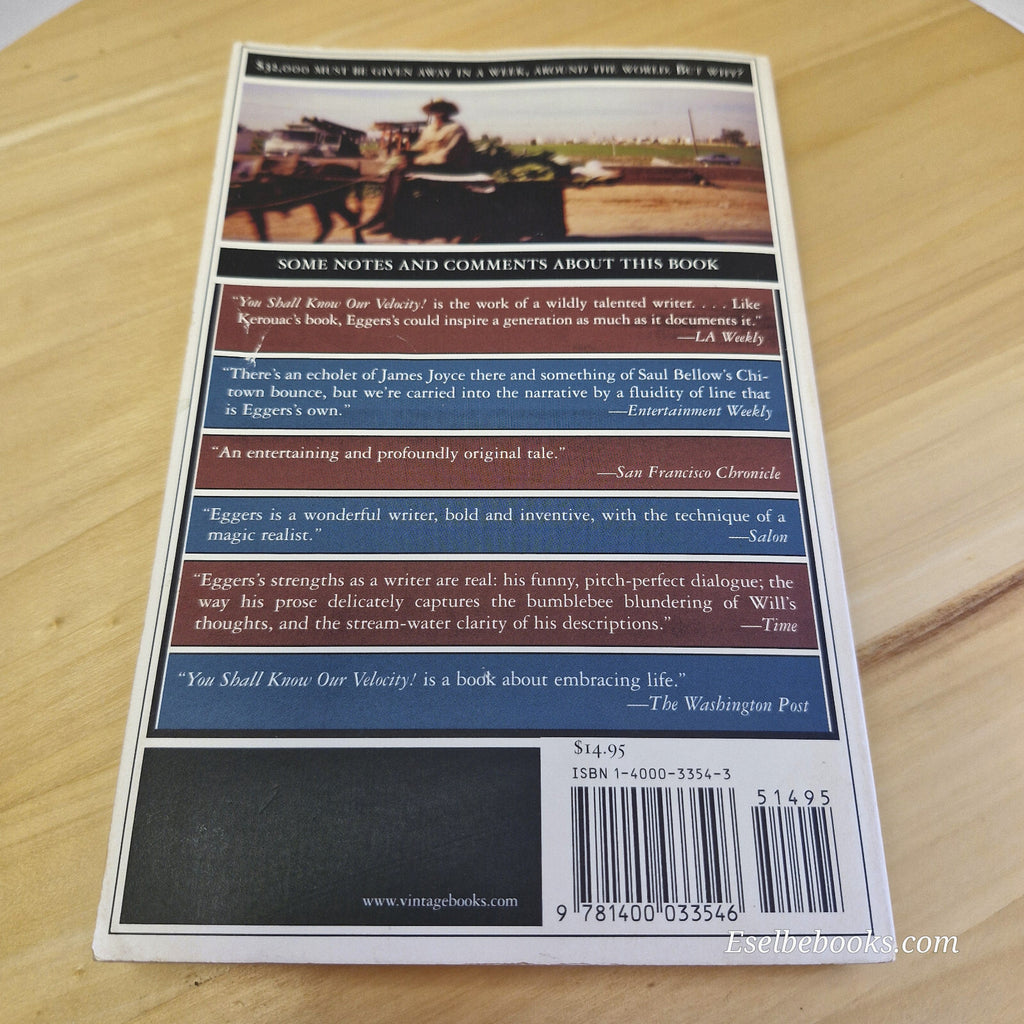 $32,000 MUST BE GIVEN AWAY IN A WEEK, AROUND THE WORLD. BUT WHY?
SOME NOTES AND COMMENTS ABOUT THIS BOOK
“You Shall Know Our Velocity! is the work of a wildly talented writer. . . . Like
Kerouac’s book, Eggers’s could inspire a generation as much as it documents it.”
—LA Weekly
“There’s an echolet of James Joyce there and something of Saul Bellow’s Chi-
town bounce, but we’re carried into the narrative by a fluidity of line that
is Eggers’s own.” —Entertainment Weekly
“An entertaining and profoundly original tale.”
—San Francisco Chronicle
“Eggers is a wonderful writer, bold and inventive, with the technique of a
magic realist.” —Salon
“Eggers’s strengths as a writer are real: his funny, pitch-perfect dialogue; the
way his prose delicately captures the bumblebee blundering of Will’s
thoughts, and the stream-water clarity of his descriptions.” —Time
“You Shall Know Our Velocity! is a book about embracing life.”
—The Washington Post
$14.95
ISBN 1-4000-3354-3
51495
www.vintagebooks.com
9 781400 033546
Eselbebooks.com